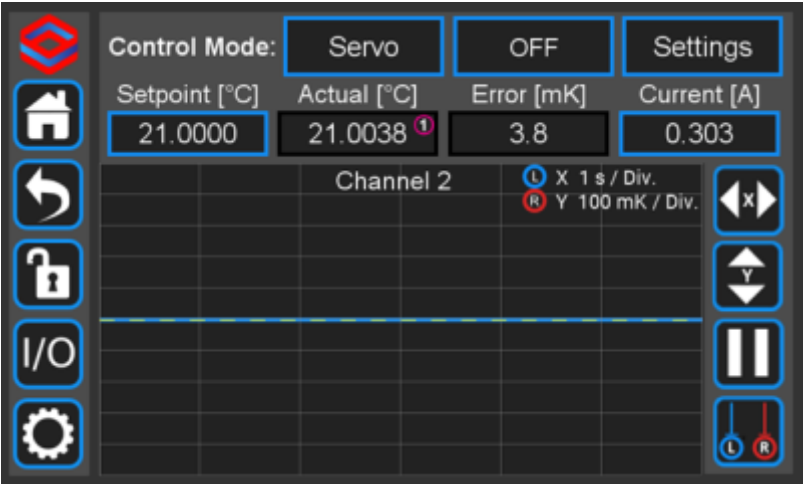 Control Mode: Servo OFF Settings
Setpoint [°C] Actual [°C] Error [mK] Current [A]
21.0000 21.0038 1 3.8 0.303
Channel 2 L X 1 s / Div.
R Y 100 mK / Div.
X
Y
I/O
L R